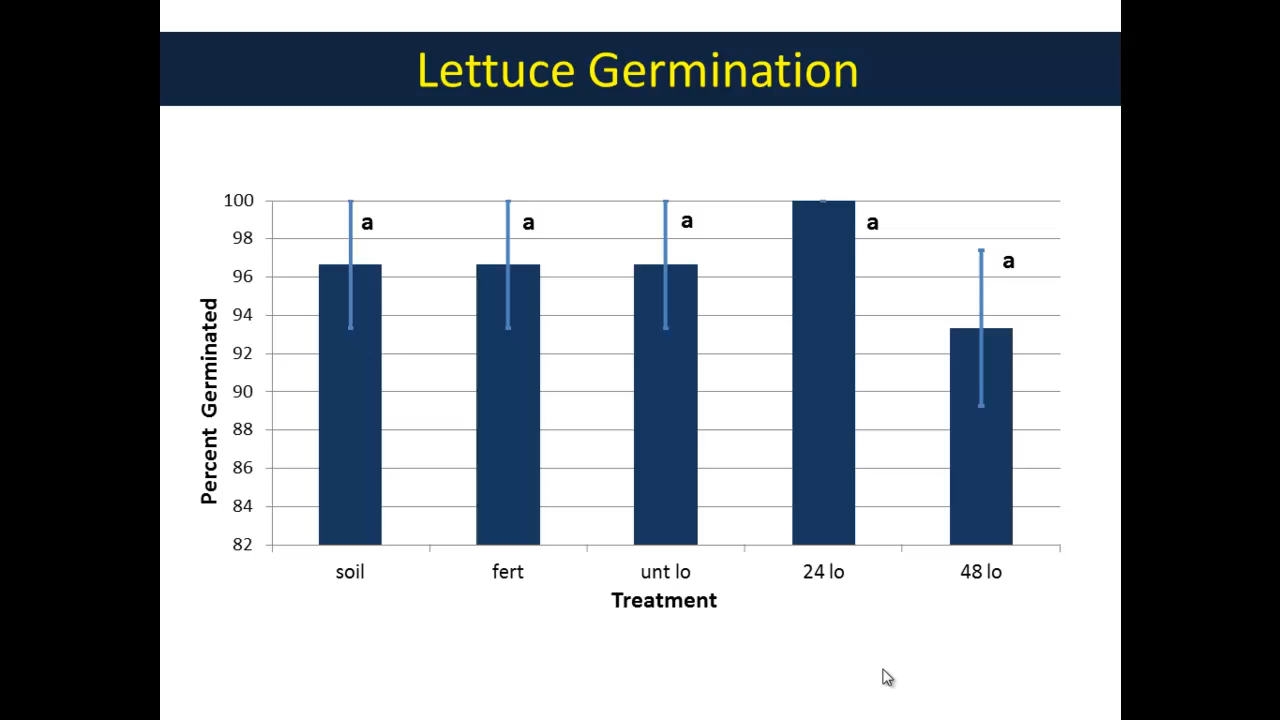 Lettuce Germination
100
98
96
94
92
90
88
86
84
82
Percent Germinated
a
a
a
a
a
soil
fert
unt lo
24 lo
48 lo
Treatment